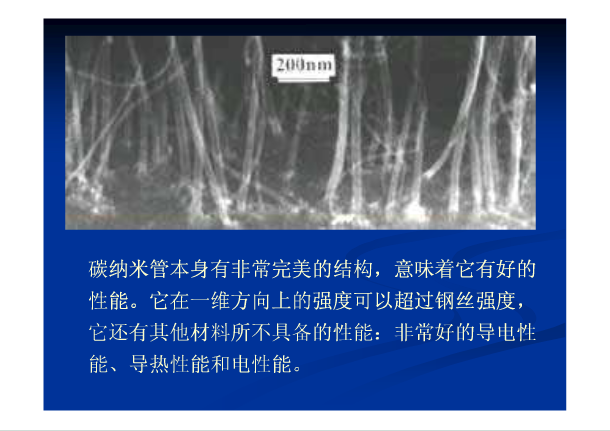 200nm
碳纳米管本身有非常完美的结构，意味着它有好的
性能。它在一维方向上的强度可以超过钢丝强度，
它还有其他材料所不具备的性能：非常好的导电性
能、导热性能和电性能。